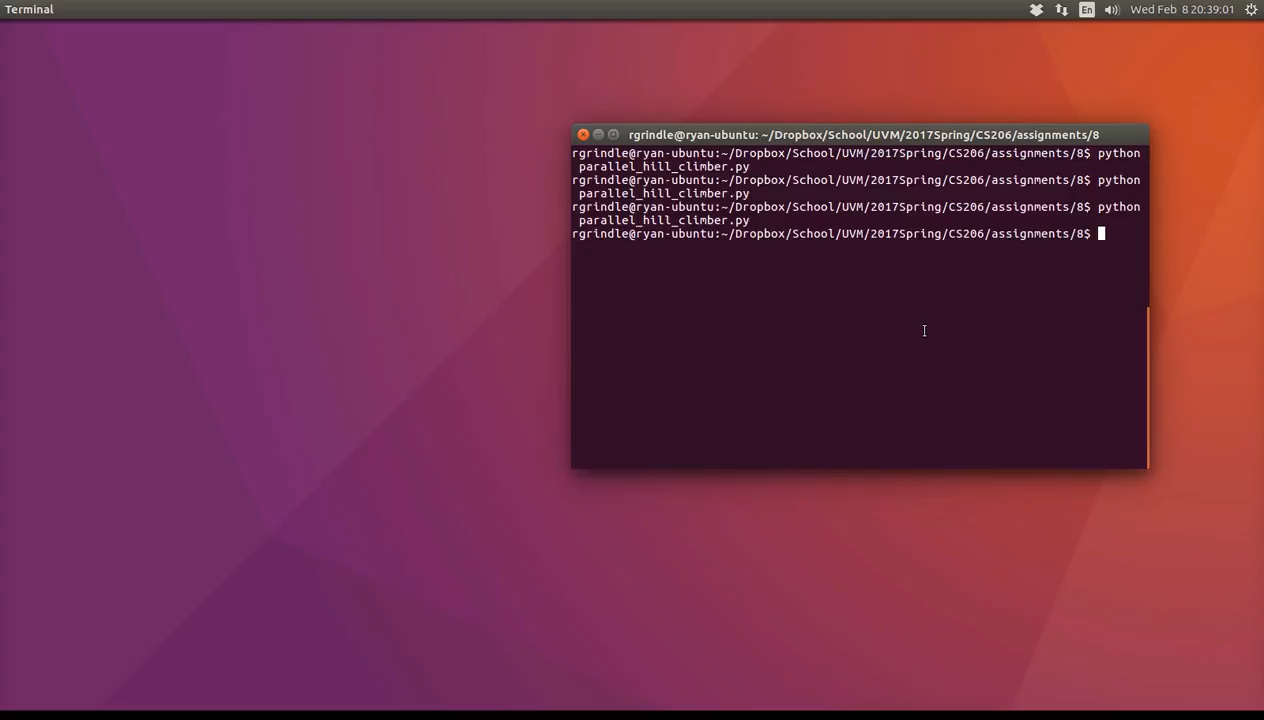 Terminal
En
Wed Feb 8 20:39:01
rgrindle@ryan-ubuntu: ~/Dropbox/School/UVM/2017Spring/CS206/assignments/8
rgrindle@ryan-ubuntu:~/Dropbox/School/UVM/2017Spring/CS206/assignments/8$ python
parallel_hill_climber.py
rgrindle@ryan-ubuntu:~/Dropbox/School/UVM/2017Spring/CS206/assignments/8$ python
parallel_hill_climber.py
rgrindle@ryan-ubuntu:~/Dropbox/School/UVM/2017Spring/CS206/assignments/8$ python
parallel_hill_climber.py
rgrindle@ryan-ubuntu:~/Dropbox/School/UVM/2017Spring/CS206/assignments/8$